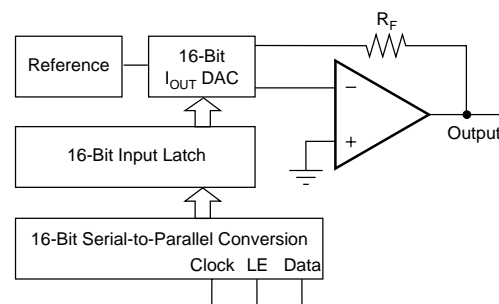 Reference
16-Bit
IOUT DAC
RF
−
+
Output
16-Bit Input Latch
16-Bit Serial-to-Parallel Conversion
Clock LE Data